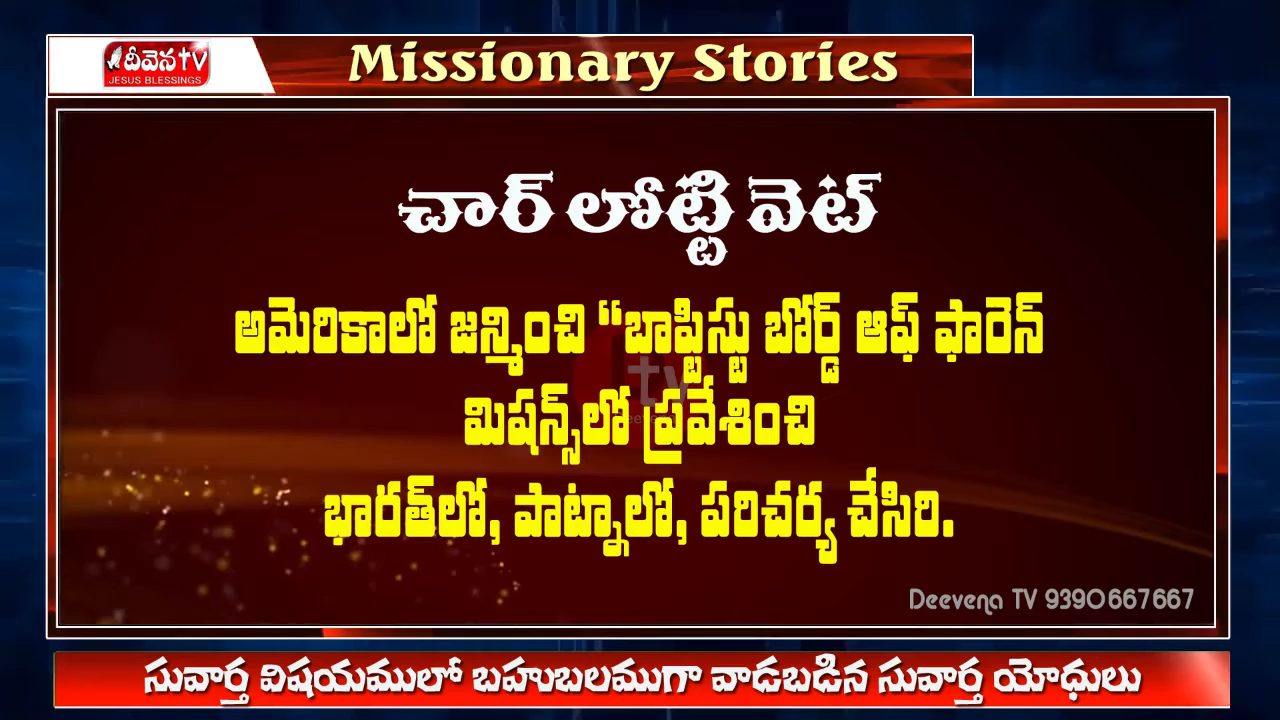 దీవెన TV
JESUS BLESSINGS
Missionary Stories
చార్ లోట్టి వెట్
అమెరికాలో జన్మించి “బాప్టిస్టు బోర్డ్ ఆఫ్ ఫారెన్
మిషన్స్‌లో ప్రవేశించి
భారత్‌లో, పాట్నాలో, పరిచర్య చేసిరి.
Deevena TV 9390667667
సువార్త విషయములో బహుబలముగా వాడబడిన సువార్త యోధులు